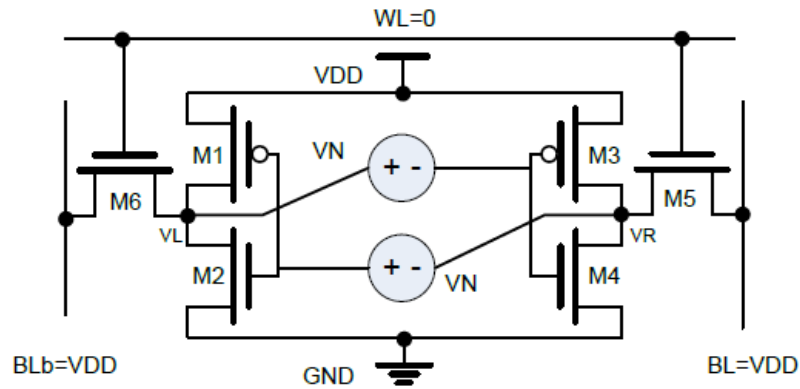 WL=0
VDD
M1
VN
+ -
M3
M6
M5
VL
VR
M2
+ -
VN
M4
BLb=VDD
GND
BL=VDD